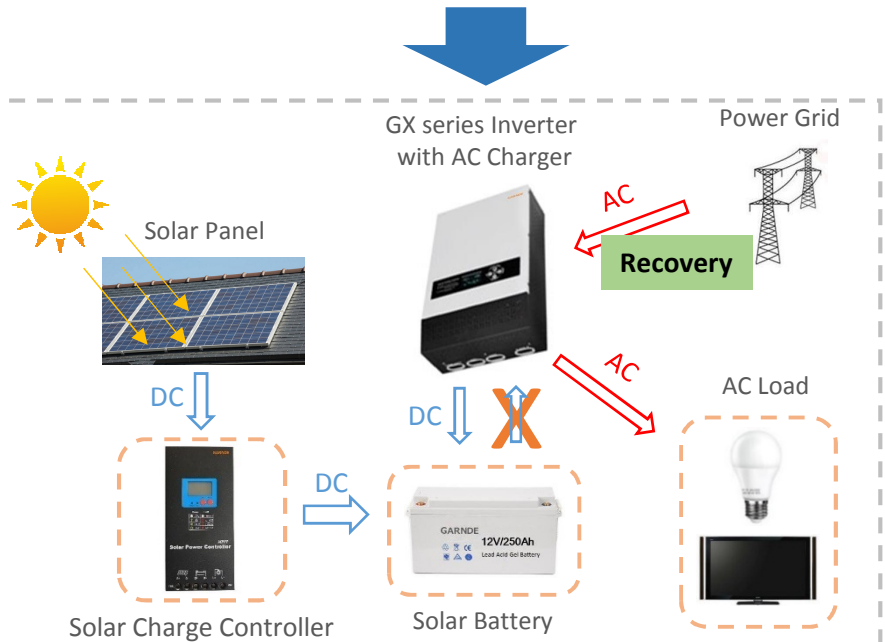 GX series Inverter
with AC Charger
Power Grid
AC
Solar Panel
Recovery
DC
AC
DC
AC Load
DC
GARNDE
12V/250Ah
Lead Acid Gel Battery
MPPT
Solar Power Controller
Solar Charge Controller
Solar Battery